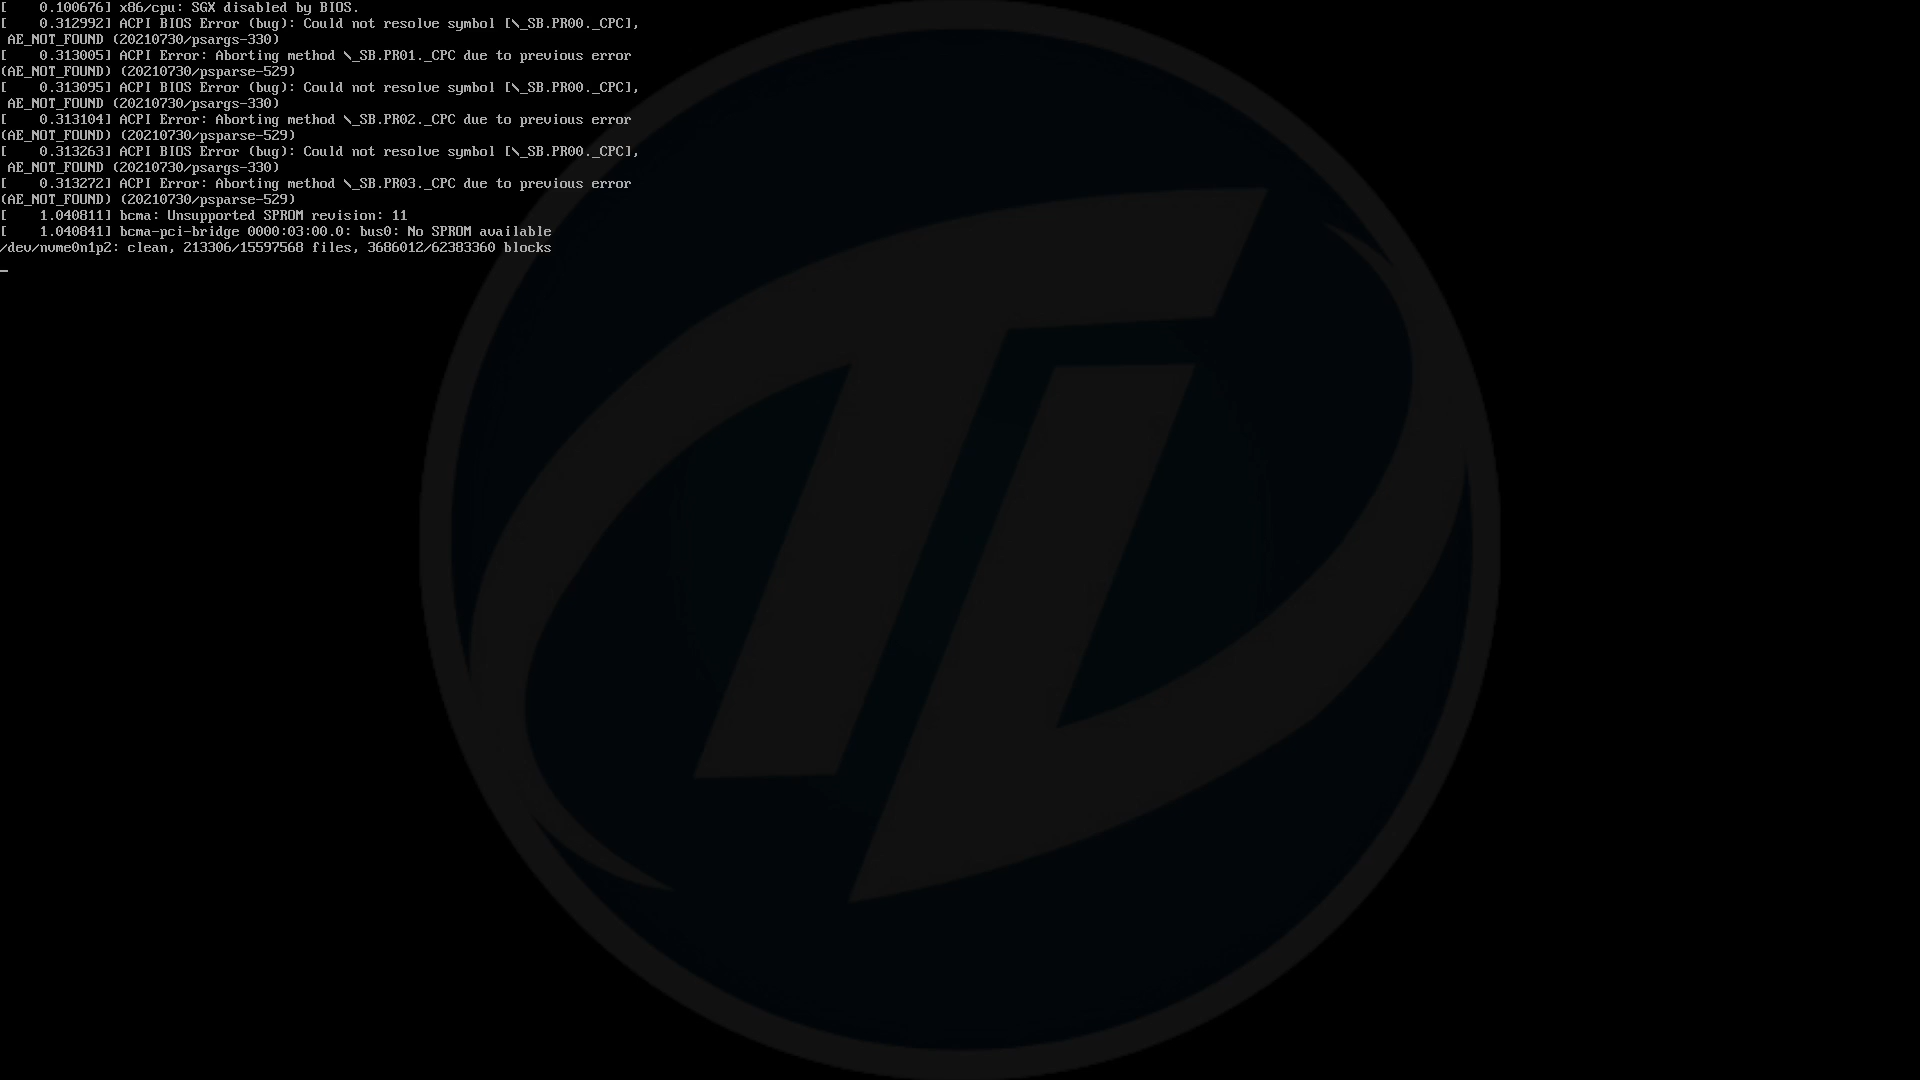 [    0.100676] x86/cpu: SGX disabled by BIOS.
[    0.312992] ACPI BIOS Error (bug): Could not resolve symbol [\_SB.PR00._CPC],
 AE_NOT_FOUND (20210730/psargs-330)
[    0.313005] ACPI Error: Aborting method \_SB.PR01._CPC due to previous error
(AE_NOT_FOUND) (20210730/psparse-529)
[    0.313095] ACPI BIOS Error (bug): Could not resolve symbol [\_SB.PR00._CPC],
 AE_NOT_FOUND (20210730/psargs-330)
[    0.313104] ACPI Error: Aborting method \_SB.PR02._CPC due to previous error
(AE_NOT_FOUND) (20210730/psparse-529)
[    0.313263] ACPI BIOS Error (bug): Could not resolve symbol [\_SB.PR00._CPC],
 AE_NOT_FOUND (20210730/psargs-330)
[    0.313272] ACPI Error: Aborting method \_SB.PR03._CPC due to previous error
(AE_NOT_FOUND) (20210730/psparse-529)
[    1.040811] bcma: Unsupported SPROM revision: 11
[    1.040841] bcma-pci-bridge 0000:03:00.0: bus0: No SPROM available
/dev/nvme0n1p2: clean, 213306/15597568 files, 3686012/62383360 blocks